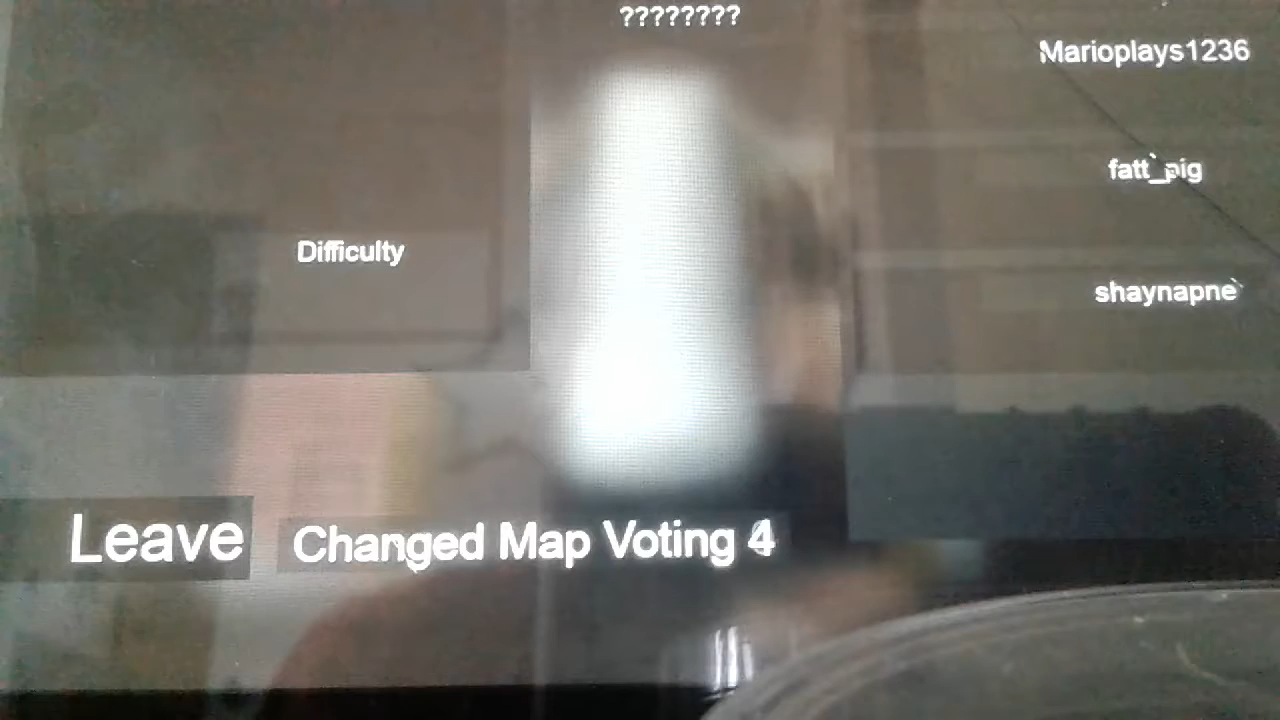 ????????
Marioplays1236
fatt_pig
Difficulty
shaynapne
Leave
Changed Map Voting 4